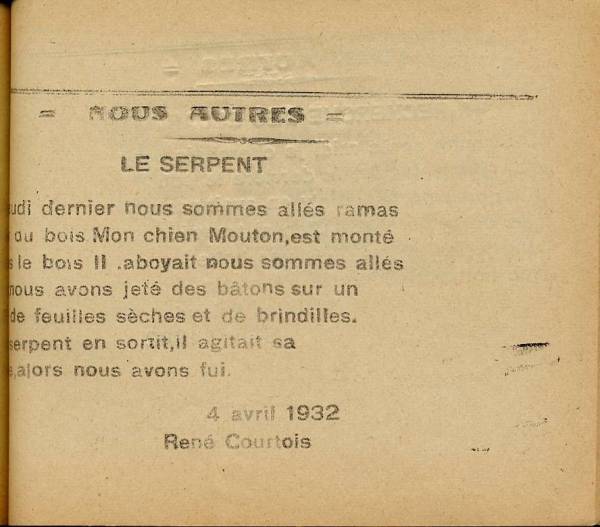 = NOUS AUTRES =
LE SERPENT
udi dernier nous sommes allés ramas
du bois Mon chien Mouton,est monté
s le bois Il .aboyait nous sommes allés
nous avons jeté des bâtons sur un
de feuilles sèches et de brindilles.
serpent en sortit,il agitait sa
e,alors nous avons fui.
4 avril 1932
René Courtois